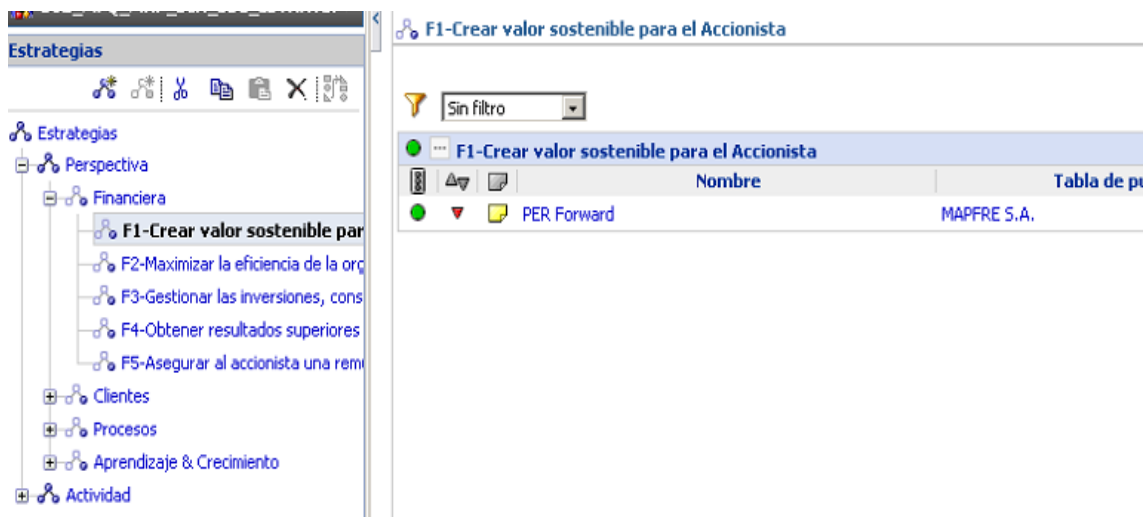 Estrategias
Estrategias
Perspectiva
Financiera
F1-Crear valor sostenible par
F2-Maximizar la eficiencia de la org
F3-Gestionar las inversiones, cons
F4-Obtener resultados superiores
F5-Asegurar al accionista una rem
Clientes
Procesos
Aprendizaje & Crecimiento
Actividad
F1-Crear valor sostenible para el Accionista
Sin filtro
F1-Crear valor sostenible para el Accionista
Nombre Tabla de pu
PER Forward MAPFRE S.A.